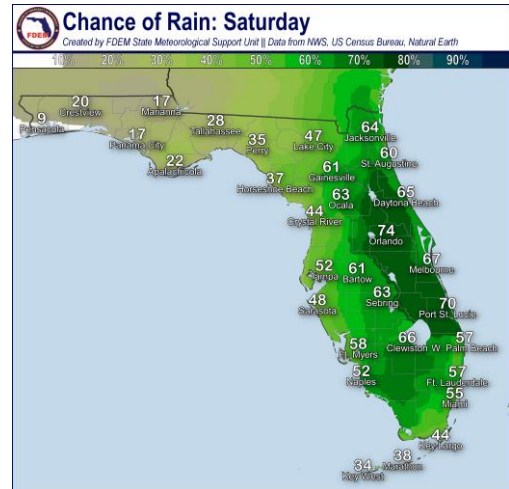 Chance of Rain: Saturday
FDEM
Created by FDEM State Meteorological Support Unit || Data from NWS, US Census Bureau, Natural Earth
10% 20% 30% 40% 50% 60% 70% 80% 90%
9
Pensacola
20
Crestview
17
Marianna
17
Panama City
28
Tallahassee
22
Apalachicola
35
Perry
47
Lake City
64
Jacksonville
60
St. Augustine
37
Horseshoe Beach
61
Gainesville
63
Ocala
65
Daytona Beach
44
Crystal River
74
Orlando
52
Tampa
61
Bartow
67
Melbourne
48
Sarasota
63
Sebring
70
Port St. Lucie
58
Ft. Myers
66
Clewiston
57
W Palm Beach
52
Naples
57
Ft. Lauderdale
55
Miami
44
Key Largo
38
Marathon
34
Key West